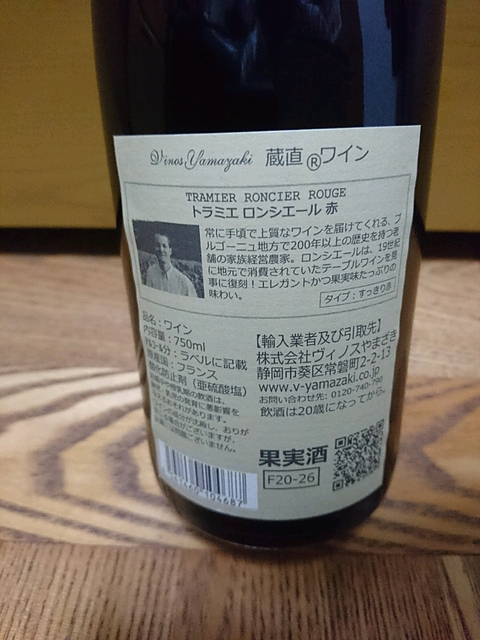 Vinos Yamazaki 蔵直®ワイン
TRAMIER RONCIER ROUGE
トラミエ ロンシエール 赤
常に手頃で上質なワインを届けてくれる、ブ
ルゴーニュ地方で200年以上の歴史を持つ老
舗の家族経営農家。ロンシエールは、19世紀
に地元で消費されていたテーブルワインを見
事に復刻!エレガントかつ果実味たっぷりの
味わい。
タイプ:すっきり赤
品名:ワイン
内容量:750ml
ｱﾙｺｰﾙ分:ラベルに記載
原産国:フランス
酸化防止剤(亜硫酸塩)
【輸入業者及び引取先】
株式会社ヴィノスやまざき
静岡市葵区常磐町2-2-13
www.v-yamazaki.co.jp
お問い合わせ先: 0120-740-790
飲酒は20歳になってから。
果実酒
F20-26